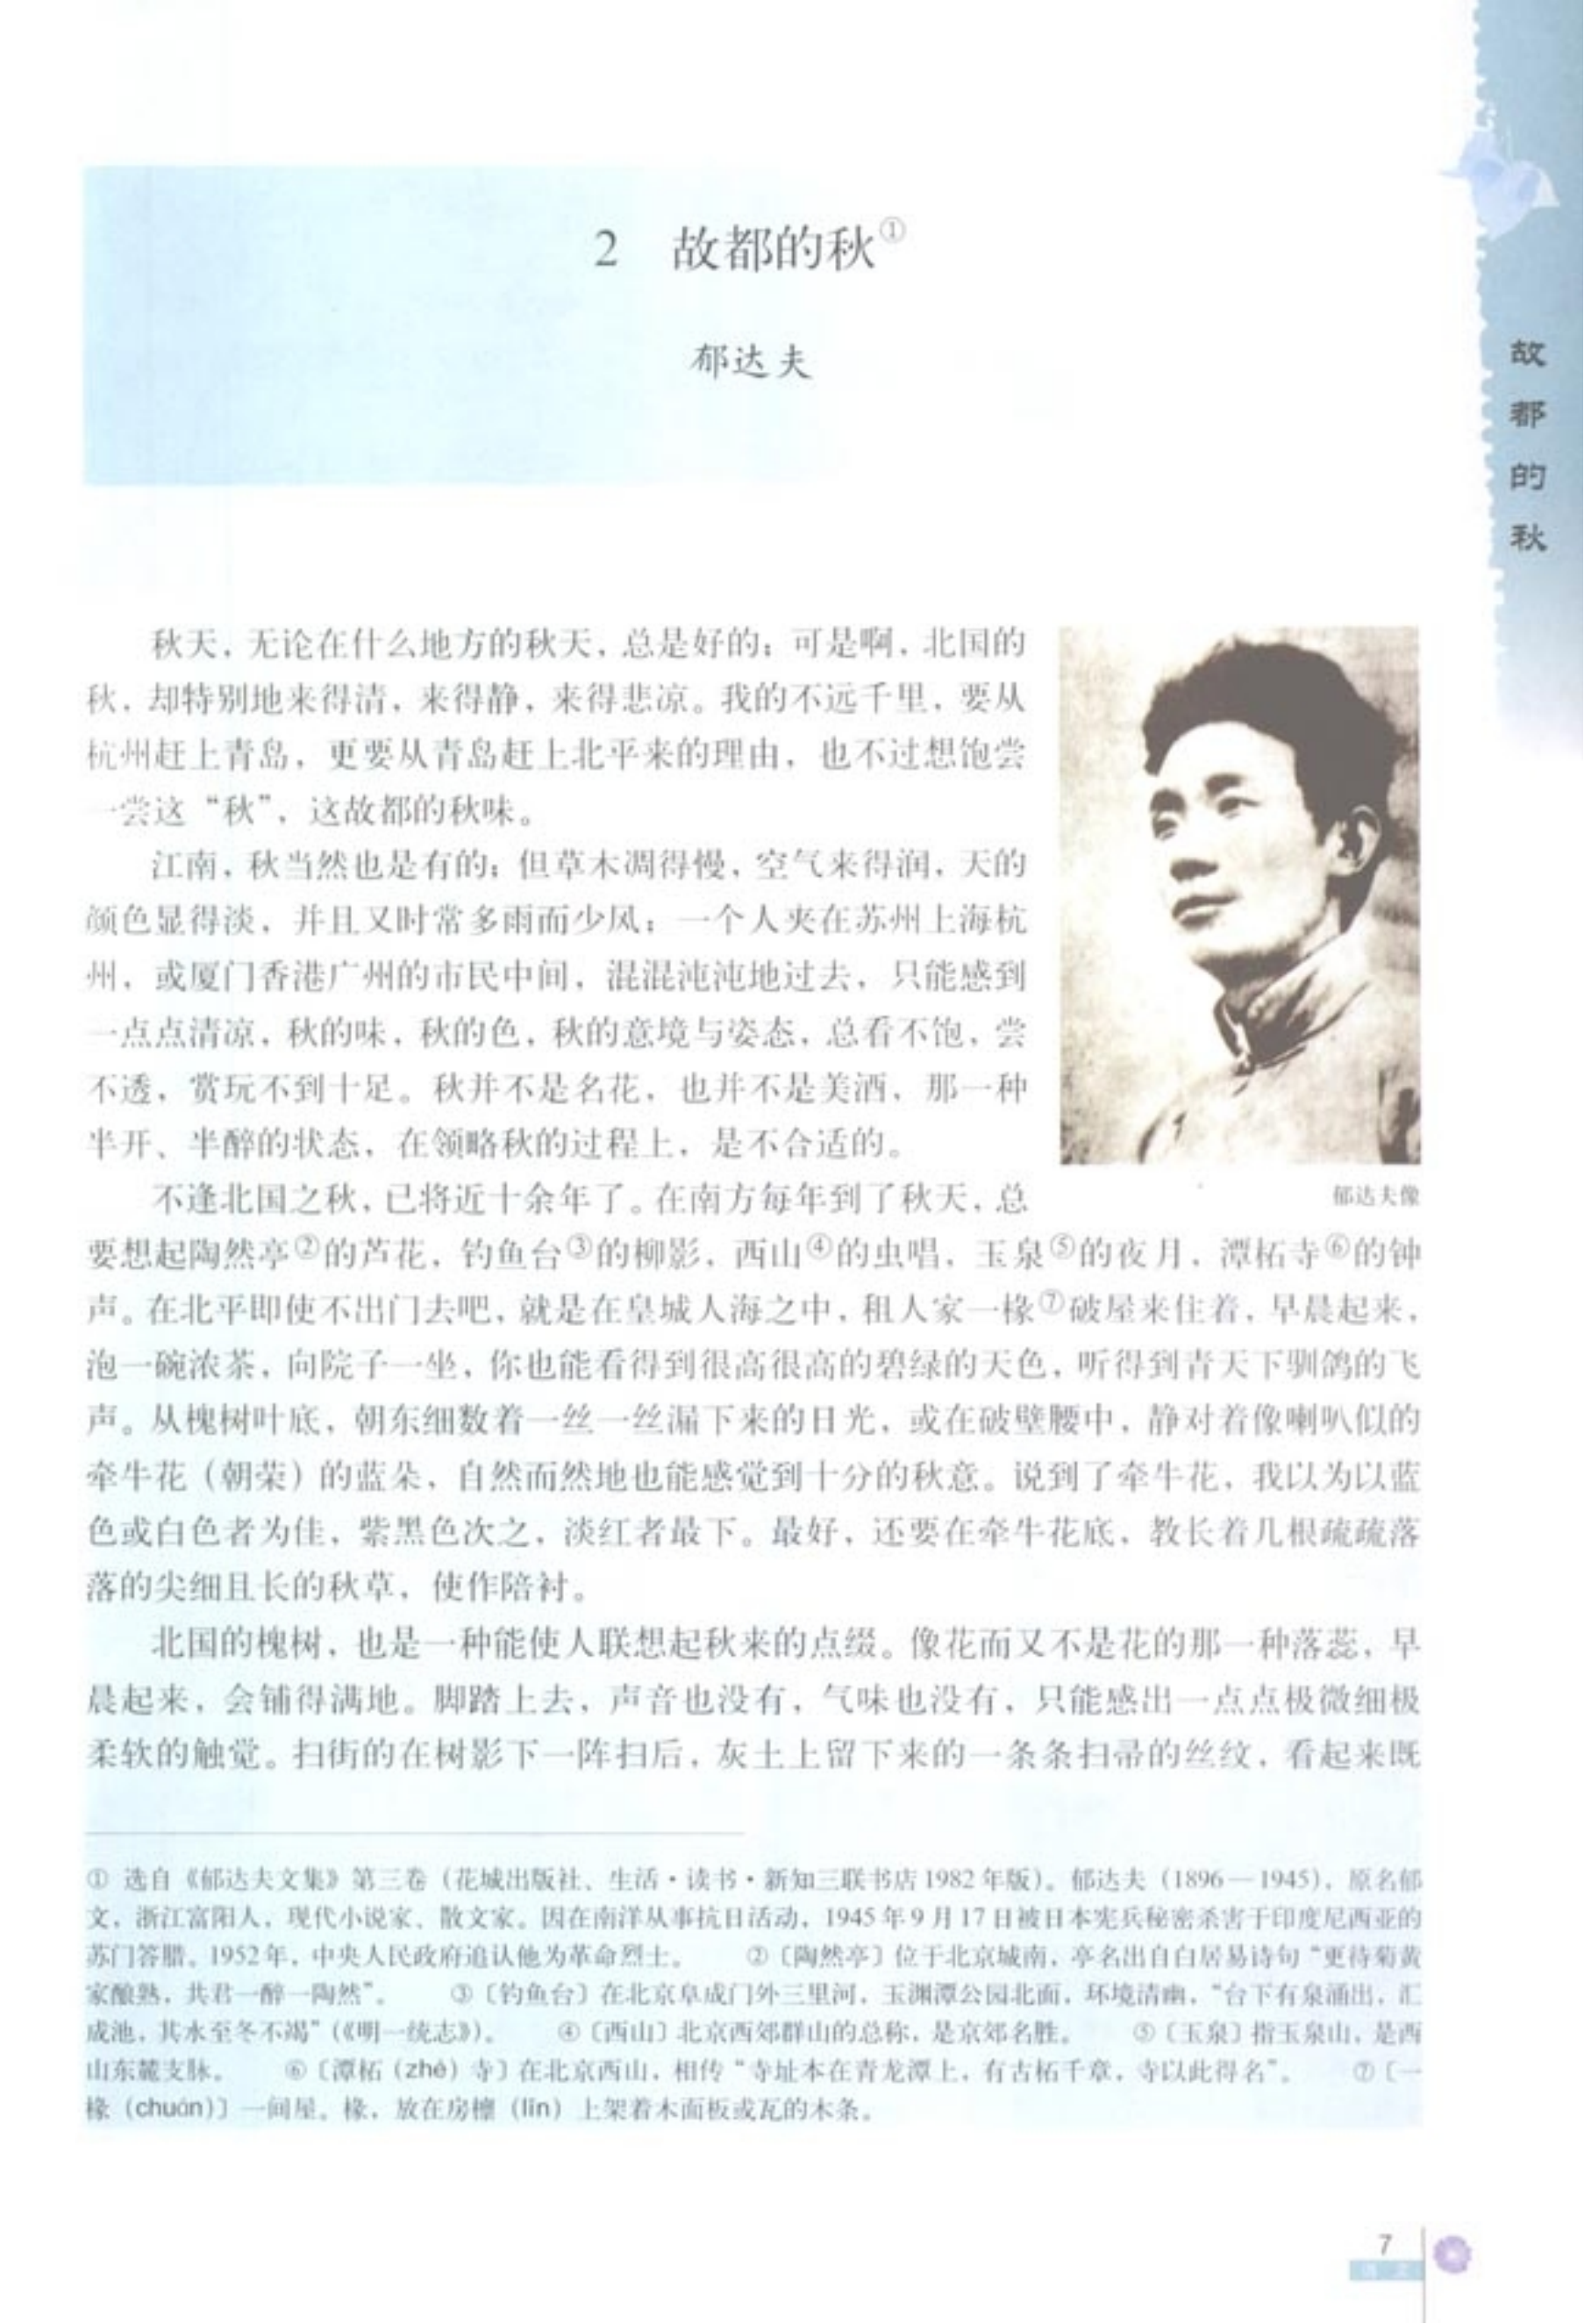 2 故都的秋①
郁达夫
故都的秋
秋天，无论在什么地方的秋天，总是好的；可是啊，北国的
秋，却特别地来得清，来得静，来得悲凉。我的不远千里，要从
杭州赶上青岛，更要从青岛赶上北平来的理由，也不过想饱尝
一尝这“秋”，这故都的秋味。
江南，秋当然也是有的；但草木凋得慢，空气来得润，天的
颜色显得淡，并且又时常多雨而少风；一个人夹在苏州上海杭
州，或厦门香港广州的市民中间，混混沌沌地过去，只能感到
一点点清凉，秋的味，秋的色，秋的意境与姿态，总看不饱，尝
不透，赏玩不到十足。秋并不是名花，也并不是美酒，那一种
半开、半醉的状态，在领略秋的过程上，是不合适的。
不逢北国之秋，已将近十余年了。在南方每年到了秋天，总
郁达夫像
要想起陶然亭②的芦花，钓鱼台③的柳影，西山④的虫唱，玉泉⑤的夜月，潭柘寺⑥的钟
声。在北平即使不出门去吧，就是在皇城人海之中，租人家一椽⑦破屋来住着，早晨起来，
泡一碗浓茶，向院子一坐，你也能看得到很高很高的碧绿的天色，听得到青天下驯鸽的飞
声。从槐树叶底，朝东细数着一丝一丝漏下来的日光，或在破壁腰中，静对着像喇叭似的
牵牛花（朝荣）的蓝朵，自然而然地也能感觉到十分的秋意。说到了牵牛花，我以为以蓝
色或白色者为佳，紫黑色次之，淡红者最下。最好，还要在牵牛花底，教长着几根疏疏落
落的尖细且长的秋草，使作陪衬。
北国的槐树，也是一种能使人联想起秋来的点缀。像花而又不是花的那一种落蕊，早
晨起来，会铺得满地。脚踏上去，声音也没有，气味也没有，只能感出一点点极微细极
柔软的触觉。扫街的在树影下一阵扫后，灰土上留下来的一条条扫帚的丝纹，看起来既
① 选自《郁达夫文集》第三卷（花城出版社、生活·读书·新知三联书店1982年版）。郁达夫（1896—1945），原名郁
文，浙江富阳人，现代小说家、散文家。因在南洋从事抗日活动，1945年9月17日被日本宪兵秘密杀害于印度尼西亚的
苏门答腊。1952年，中央人民政府追认他为革命烈士。 ②〔陶然亭〕位于北京城南，亭名出自白居易诗句“更待菊黄
家酿熟，共君一醉一陶然”。 ③〔钓鱼台〕在北京阜成门外三里河，玉渊潭公园北面，环境清幽，“台下有泉涌出，汇
成池，其水至冬不竭”（《明一统志》）。 ④〔西山〕北京西郊群山的总称，是京郊名胜。 ⑤〔玉泉〕指玉泉山，是西
山东麓支脉。 ⑥〔潭柘（zhè）寺〕在北京西山，相传“寺址本在青龙潭上，有古柘千章，寺以此得名”。 ⑦〔一
椽（chuán）〕一间屋。椽，放在房檩（lǐn）上架着木面板或瓦的木条。
7
语文